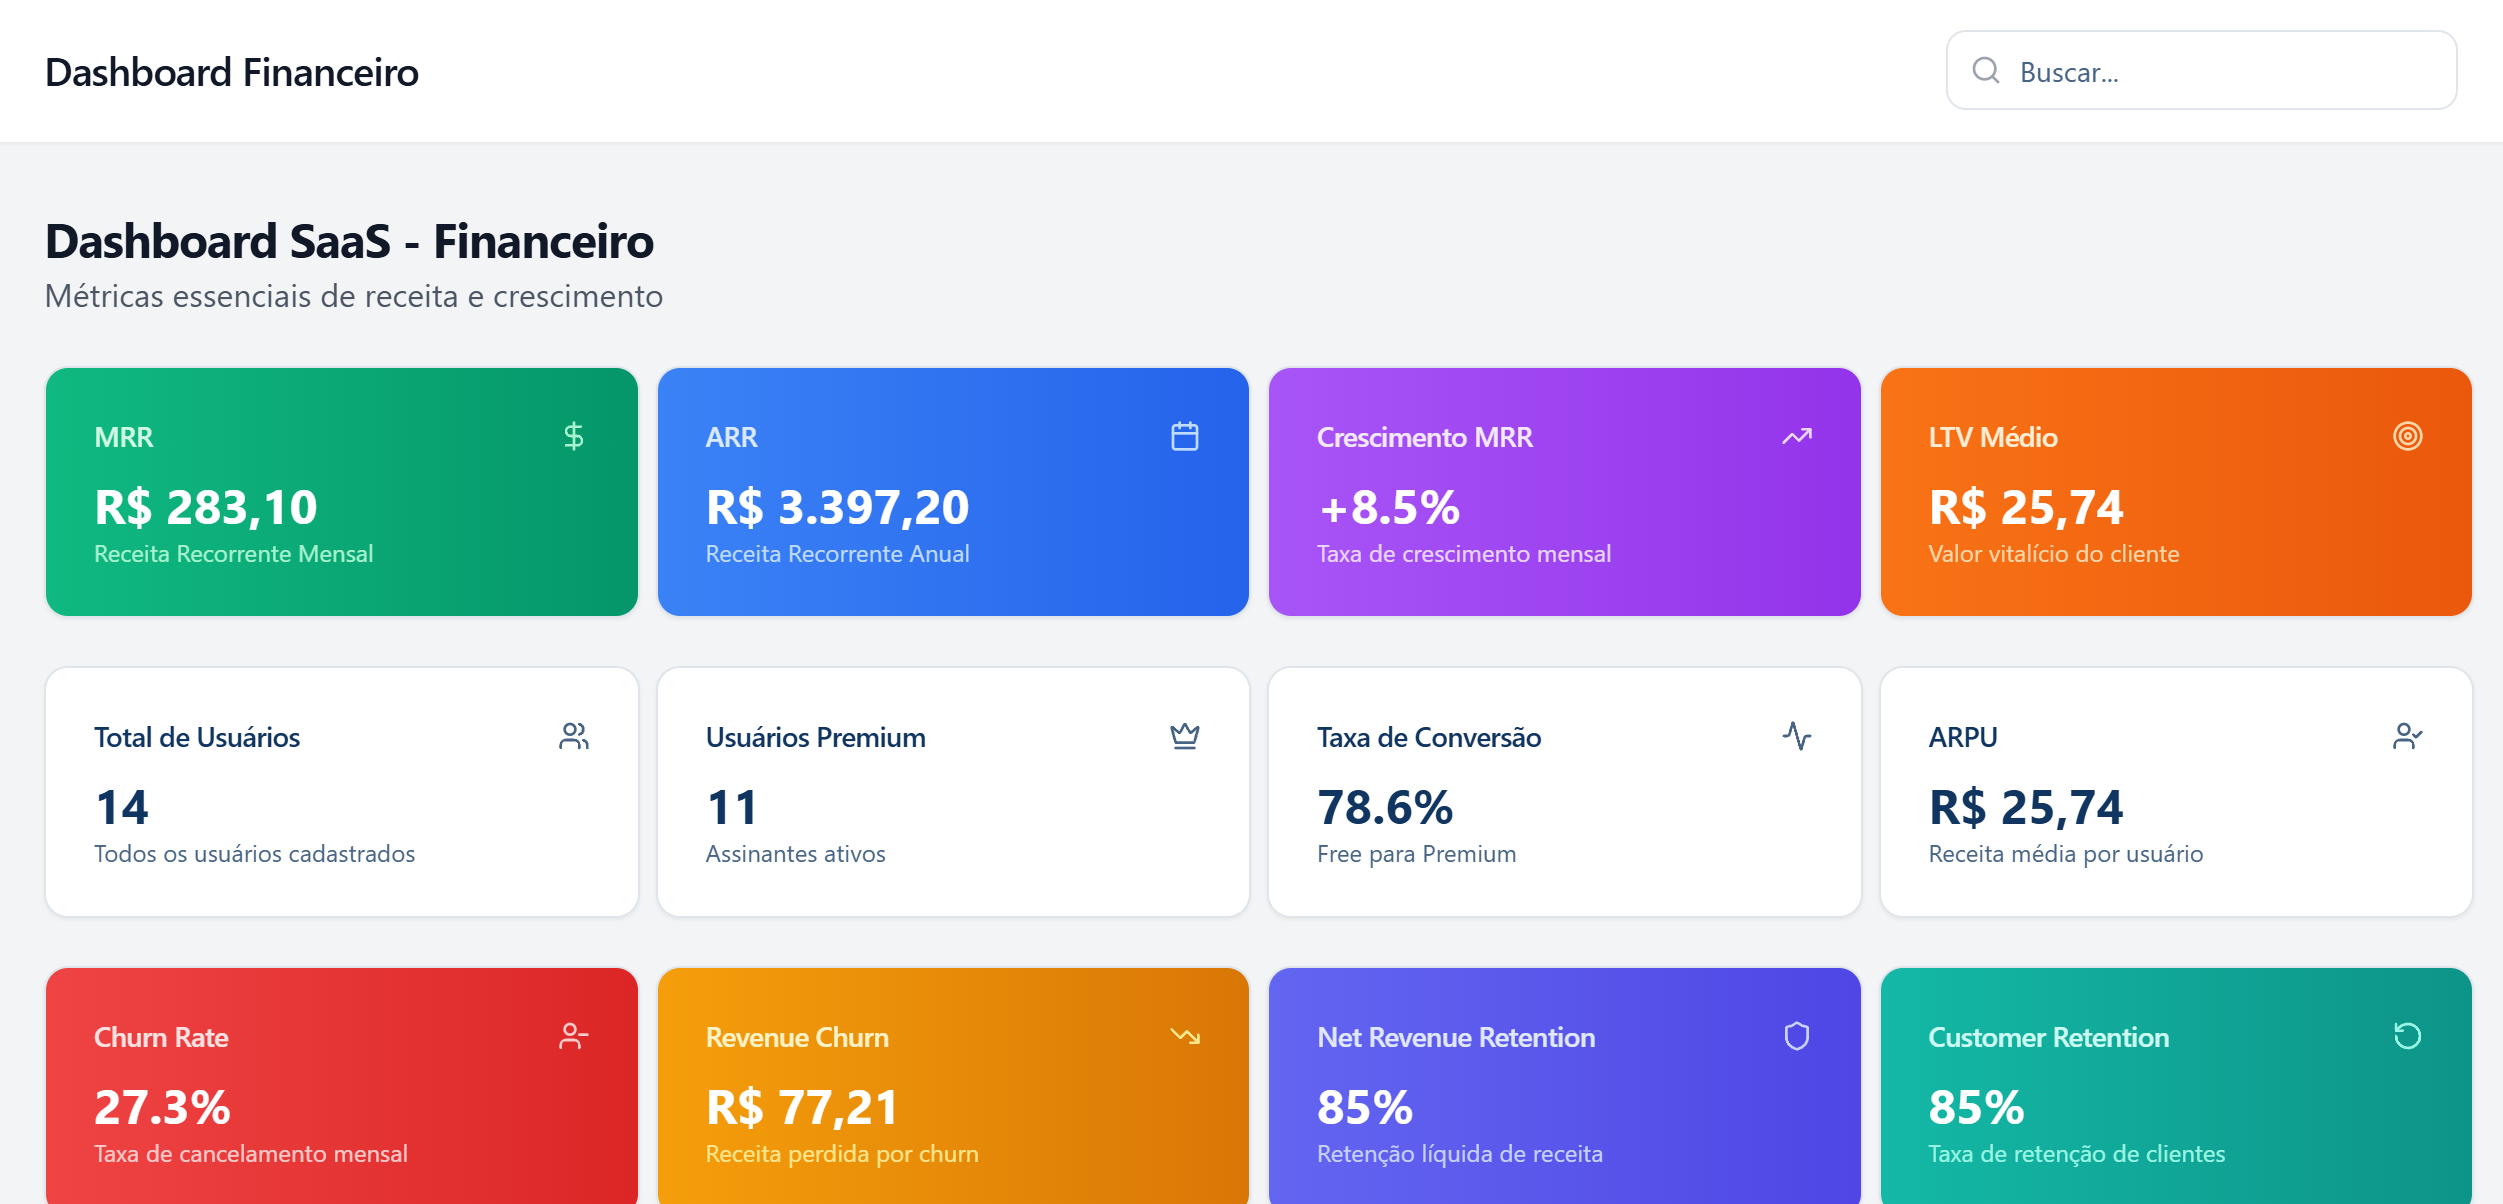 Dashboard Financeiro
Buscar...
Dashboard SaaS - Financeiro
Métricas essenciais de receita e crescimento
MRR
R$ 283,10
Receita Recorrente Mensal
ARR
R$ 3.397,20
Receita Recorrente Anual
Crescimento MRR
+8.5%
Taxa de crescimento mensal
LTV Médio
R$ 25,74
Valor vitalício do cliente
Total de Usuários
14
Todos os usuários cadastrados
Usuários Premium
11
Assinantes ativos
Taxa de Conversão
78.6%
Free para Premium
ARPU
R$ 25,74
Receita média por usuário
Churn Rate
27.3%
Taxa de cancelamento mensal
Revenue Churn
R$ 77,21
Receita perdida por churn
Net Revenue Retention
85%
Retenção líquida de receita
Customer Retention
85%
Taxa de retenção de clientes